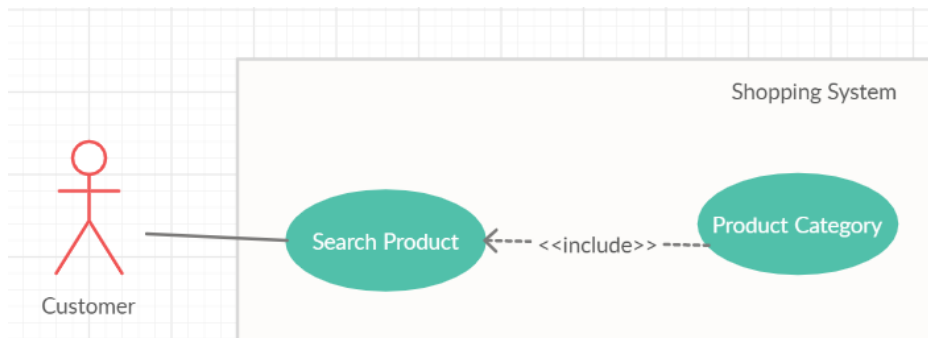 Shopping System
Search Product
<<include>>
Product Category
Customer